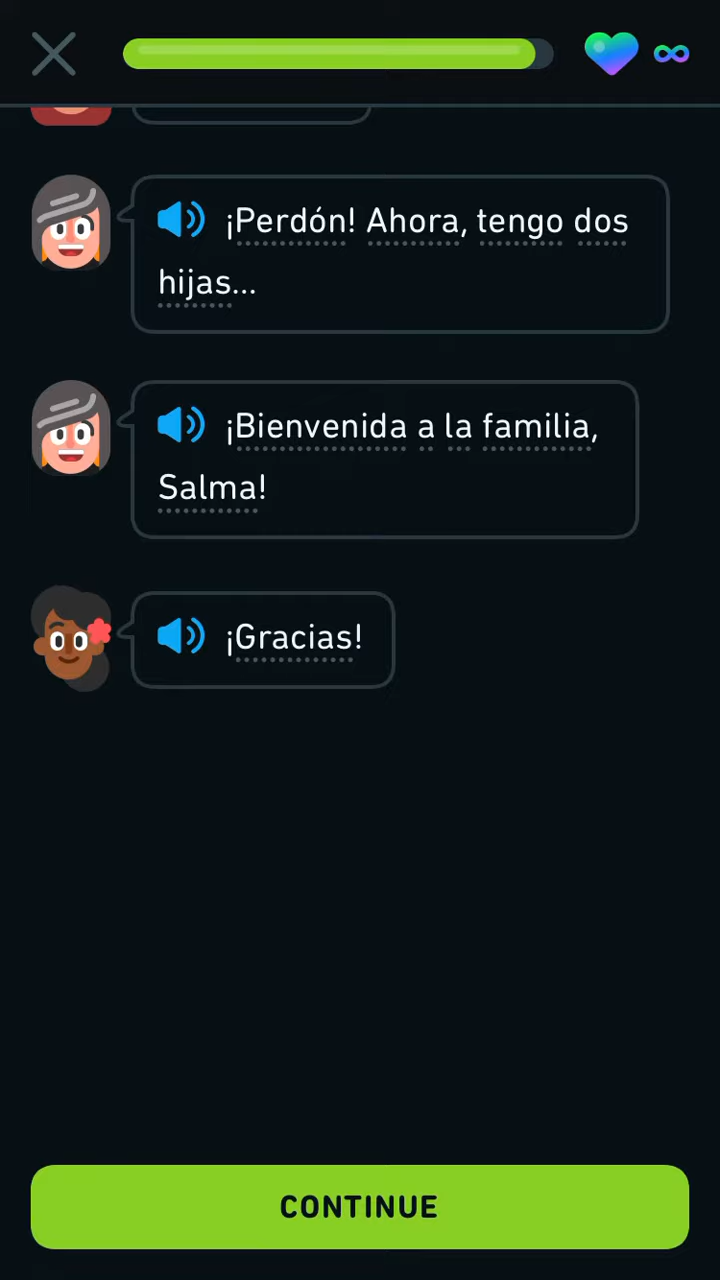 ¡Perdón! Ahora, tengo dos
hijas...
¡Bienvenida a la familia,
Salma!
¡Gracias!
CONTINUE